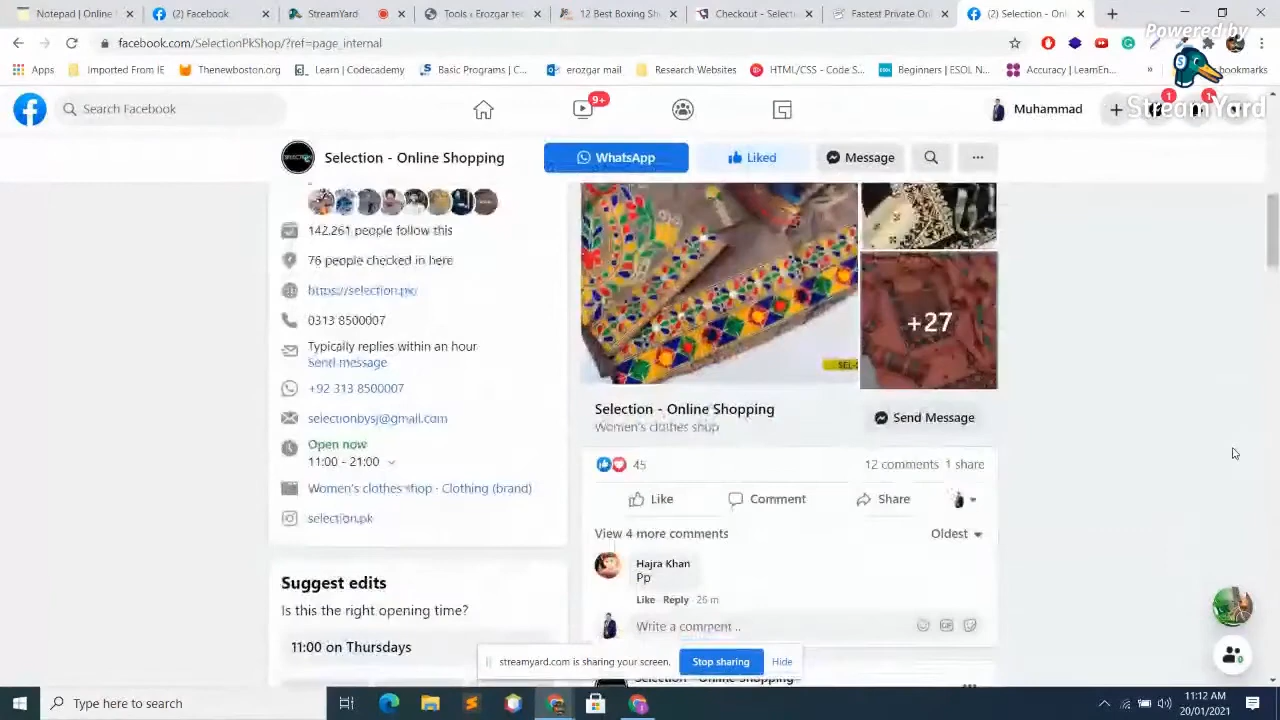 Notepad | Online
(2) Facebook
StreamYard
Tools ‹ Erozgar ter
12 Best Boxing Sh
Checkout – Selectio
Fastest Private On
(2) Selection - Onli
facebook.com/SelectionPkShop/?ref=page_internal
Powered by
StreamYard
Imported From IE
Thenewboston.org
Learn | Codecademy
Basic Programs | C...
erozgar mail
Research Websites
HTML/CSS - Code S...
Beginners | ESOL N...
Accuracy | LearnEn...
»
bookmarks
Search Facebook
9+
Muhammad
1
1
Selection - Online Shopping
WhatsApp
Liked
Message
142,261 people follow this
76 people checked in here
https://selection.pk/
0313 8500007
Typically replies within an hour
Send message
+92 313 8500007
selectionbysj@gmail.com
Open now
11:00 - 21:00
Women's clothes shop · Clothing (brand)
selection.pk
Suggest edits
Is this the right opening time?
11:00 on Thursdays
+27
SEL-
Selection - Online Shopping
Women's clothes shop
Send Message
45
12 comments 1 share
Like
Comment
Share
View 4 more comments
Oldest
Hajra Khan
Pp
Like · Reply · 26 m
Write a comment...
streamyard.com is sharing your screen.
Stop sharing
Hide
Selection - Online Shopping
Type here to search
11:12 AM
20/01/2021